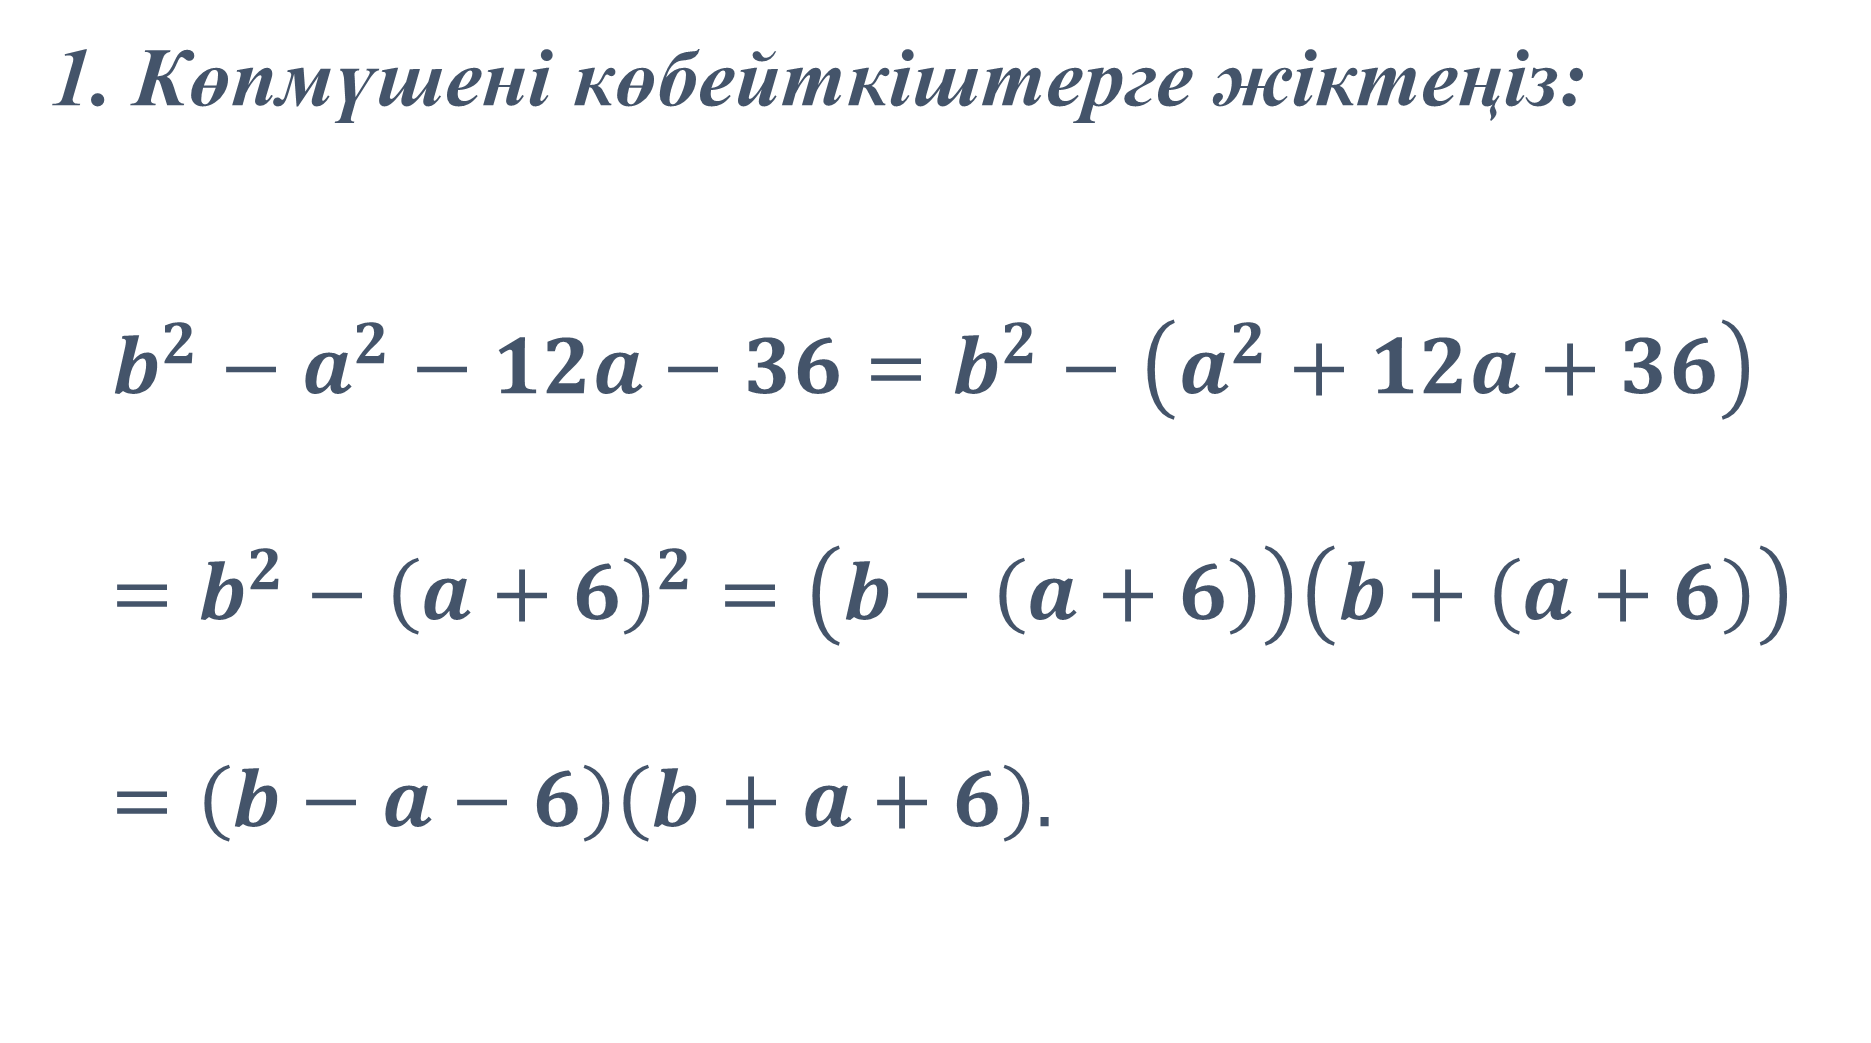 1. Көпмүшені көбейткіштерге жіктеңіз:
b² − a² − 12a − 36 = b² − (a² + 12a + 36)
= b² − (a + 6)² = (b − (a + 6))(b + (a + 6))
= (b − a − 6)(b + a + 6).